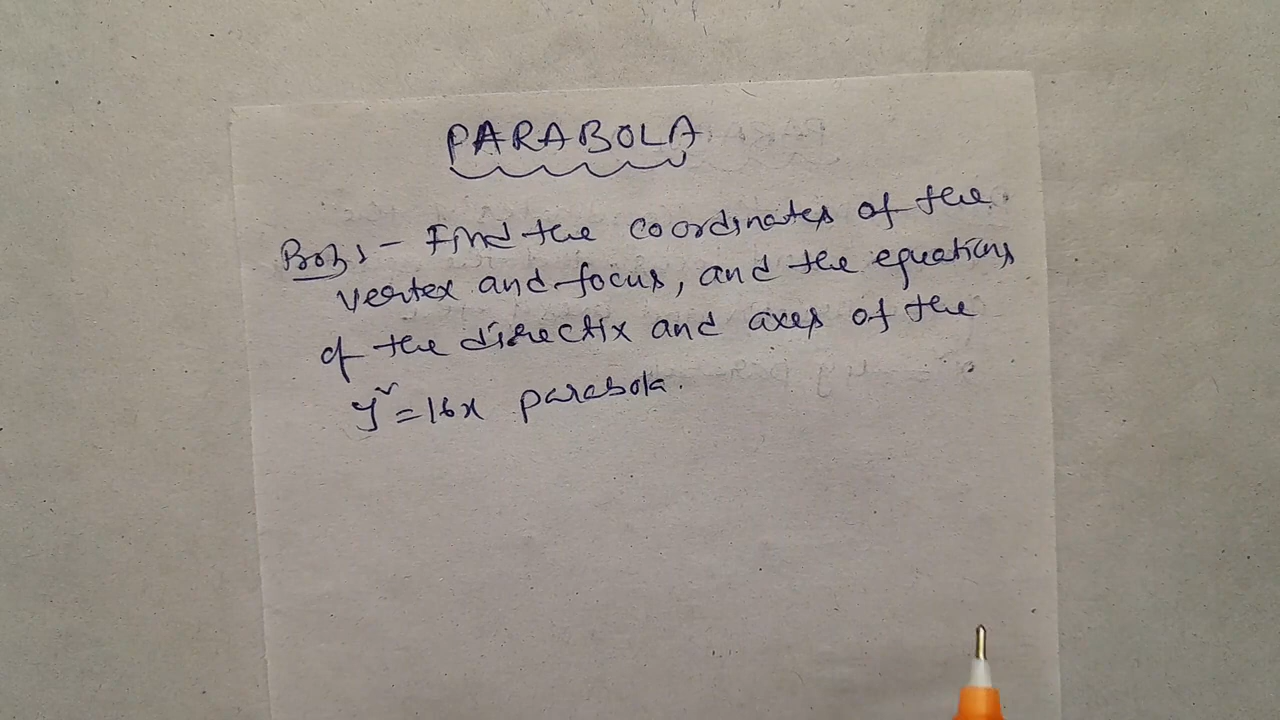 PARABOLA
Prob :- Find the coordinates of the
vertex and focus, and the equations
of the directix and axes of the
y² = 16x parabola.